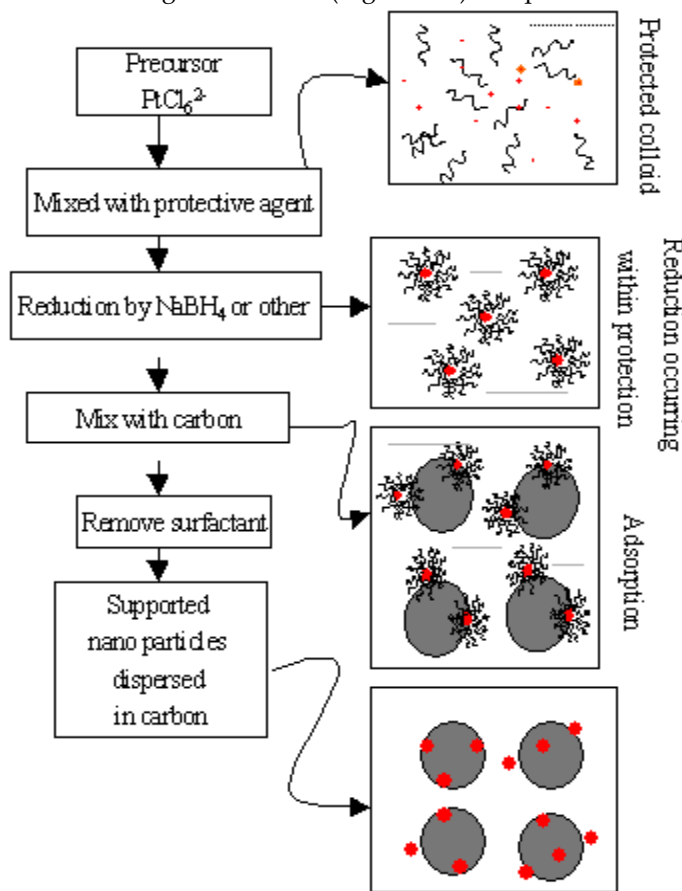 Precursor
PtCl₆²⁻
Mixed with protective agent
Reduction by NaBH₄ or other
Mix with carbon
Remove surfactant
Supported
nano particles
dispersed
in carbon
Protected colloid
Reduction occurring
within protection
Adsorption